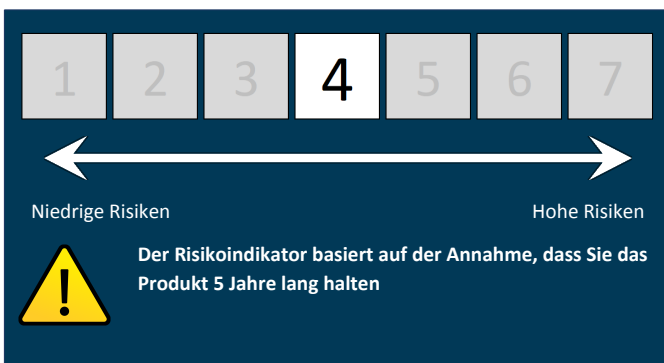 1 2 3 4 5 6 7
Niedrige Risiken Hohe Risiken
Der Risikoindikator basiert auf der Annahme, dass Sie das
Produkt 5 Jahre lang halten